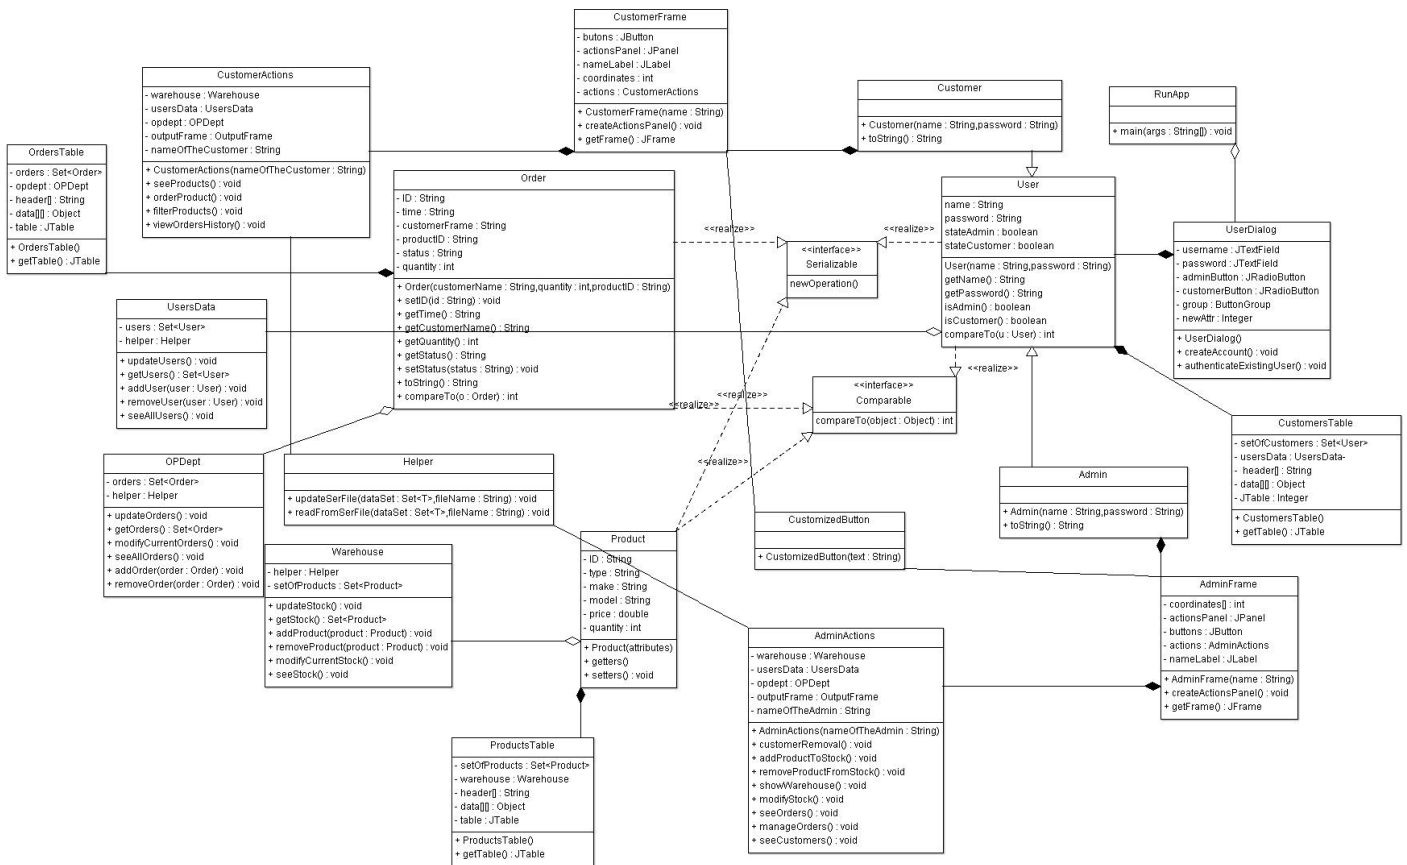 CustomerFrame
- butons : JButton
- actionsPanel : JPanel
- nameLabel : JLabel
- coordinates : int
- actions : CustomerActions
+ CustomerFrame(name : String)
+ createActionsPanel() : void
+ getFrame() : JFrame
CustomerActions
- warehouse : Warehouse
- usersData : UsersData
- opdept : OPDept
- outputFrame : OutputFrame
- nameOfTheCustomer : String
+ CustomerActions(nameOfTheCustomer : String)
+ seeProducts() : void
+ orderProduct() : void
+ filterProducts() : void
+ viewOrdersHistory() : void
Customer
+ Customer(name : String,password : String)
+ toString() : String
RunApp
+ main(args : String[]) : void
OrdersTable
- orders : Set<Order>
- opdept : OPDept
- header[] : String
- data[][] : Object
- table : JTable
+ OrdersTable()
+ getTable() : JTable
Order
- ID : String
- time : String
- customerFrame : String
- productID : String
- status : String
- quantity : int
+ Order(customerName : String,quantity : int,productID : String)
+ setID(id : String) : void
+ getTime() : String
+ getCustomerName() : String
+ getQuantity() : int
+ getStatus() : String
+ setStatus(status : String) : void
+ toString() : String
+ compareTo(o : Order) : int
<<realize>>
<<interface>>
Serializable
newOperation()
<<realize>>
User
name : String
password : String
stateAdmin : boolean
stateCustomer : boolean
User(name : String,password : String)
getName() : String
getPassword() : String
isAdmin() : boolean
isCustomer() : boolean
compareTo(u : User) : int
UserDialog
- username : JTextField
- password : JTextField
- adminButton : JRadioButton
- customerButton : JRadioButton
- group : ButtonGroup
- newAttr : Integer
+ UserDialog()
+ createAccount() : void
+ authenticateExistingUser() : void
UsersData
- users : Set<User>
- helper : Helper
+ updateUsers() : void
+ getUsers() : Set<User>
+ addUser(user : User) : void
+ removeUser(user : User) : void
+ seeAllUsers() : void
<<realize>>
<<realize>>
<<realize>>
<<interface>>
Comparable
compareTo(object : Object) : int
<<realize>>
CustomersTable
- setOfCustomers : Set<User>
- usersData : UsersData-
- header[] : String
- data[][] : Object
- JTable : Integer
+ CustomersTable()
+ getTable() : JTable
OPDept
- orders : Set<Order>
- helper : Helper
+ updateOrders() : void
+ getOrders() : Set<Order>
+ modifyCurrentOrders() : void
+ seeAllOrders() : void
+ addOrder(order : Order) : void
+ removeOrder(order : Order) : void
Helper
+ updateSerFile(dataSet : Set<T>,fileName : String) : void
+ readFromSerFile(dataSet : Set<T>,fileName : String) : void
Admin
+ Admin(name : String,password : String)
+ toString() : String
CustomizedButton
+ CustomizedButton(text : String)
Warehouse
- helper : Helper
- setOfProducts : Set<Product>
+ updateStock() : void
+ getStock() : Set<Product>
+ addProduct(product : Product) : void
+ removeProduct(product : Product) : void
+ modifyCurrentStock() : void
+ seeStock() : void
Product
- ID : String
- type : String
- make : String
- model : String
- price : double
- quantity : int
+ Product(attributes)
+ getters()
+ setters() : void
AdminFrame
- coordinates[] : int
- actionsPanel : JPanel
- buttons : JButton
- actions : AdminActions
- nameLabel : JLabel
+ AdminFrame(name : String)
+ createActionsPanel() : void
+ getFrame() : JFrame
AdminActions
- warehouse : Warehouse
- usersData : UsersData
- opdept : OPDept
- outputFrame : OutputFrame
- nameOfTheAdmin : String
+ AdminActions(nameOfTheAdmin : String)
+ customerRemoval() : void
+ addProductToStock() : void
+ removeProductFromStock() : void
+ showWarehouse() : void
+ modifyStock() : void
+ seeOrders() : void
+ manageOrders() : void
+ seeCustomers() : void
ProductsTable
- setOfProducts : Set<Product>
- warehouse : Warehouse
- header[] : String
- data[][] : Object
- table : JTable
+ ProductsTable()
+ getTable() : JTable